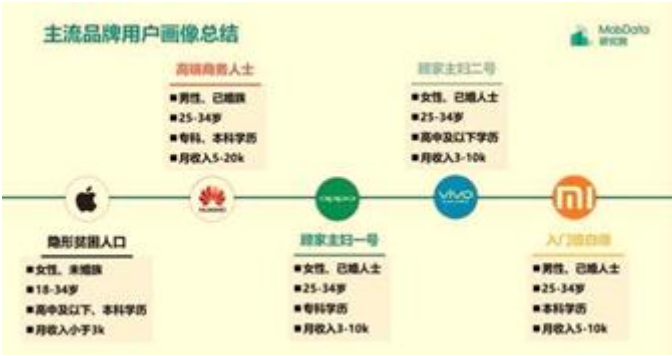 主流品牌用户画像总结
MobData
研究院
高端商务人士
■男性、已婚族
■25-34岁
■专科、本科学历
■月收入5-20k
顾家主妇二号
■女性、已婚人士
■25-34岁
■高中及以下学历
■月收入3-10k
HUAWEI
oppo
vivo
隐形贫困人口
■女性、未婚族
■18-34岁
■高中及以下、本科学历
■月收入小于3k
顾家主妇一号
■女性、已婚人士
■25-34岁
■专科学历
■月收入3-10k
入门级白领
■男性、已婚人士
■25-34岁
■本科学历
■月收入5-10k